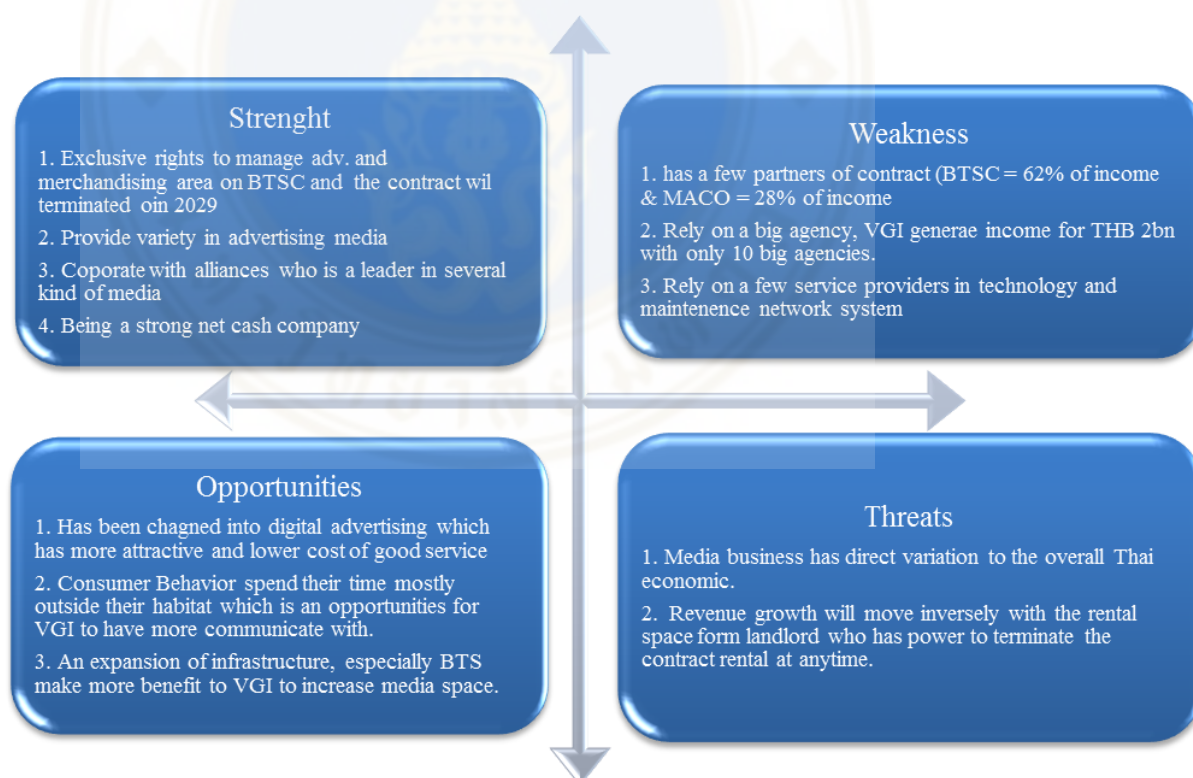 Strenght
1. Exclusive rights to manage adv. and
merchandising area on BTSC and the contract wil
terminated oin 2029
2. Provide variety in advertising media
3. Coporate with alliances who is a leader in several
kind of media
4. Being a strong net cash company
Weakness
1. has a few partners of contract (BTSC = 62% of income
& MACO = 28% of income
2. Rely on a big agency, VGI generae income for THB 2bn
with only 10 big agencies.
3. Rely on a few service providers in technology and
maintenence network system
Opportunities
1. Has been chagned into digital advertising which
has more attractive and lower cost of good service
2. Consumer Behavior spend their time mostly
outside their habitat which is an opportunities for
VGI to have more communicate with.
3. An expansion of infrastructure, especially BTS
make more benefit to VGI to increase media space.
Threats
1. Media business has direct variation to the overall Thai
economic.
2. Revenue growth will move inversely with the rental
space form landlord who has power to terminate the
contract rental at anytime.